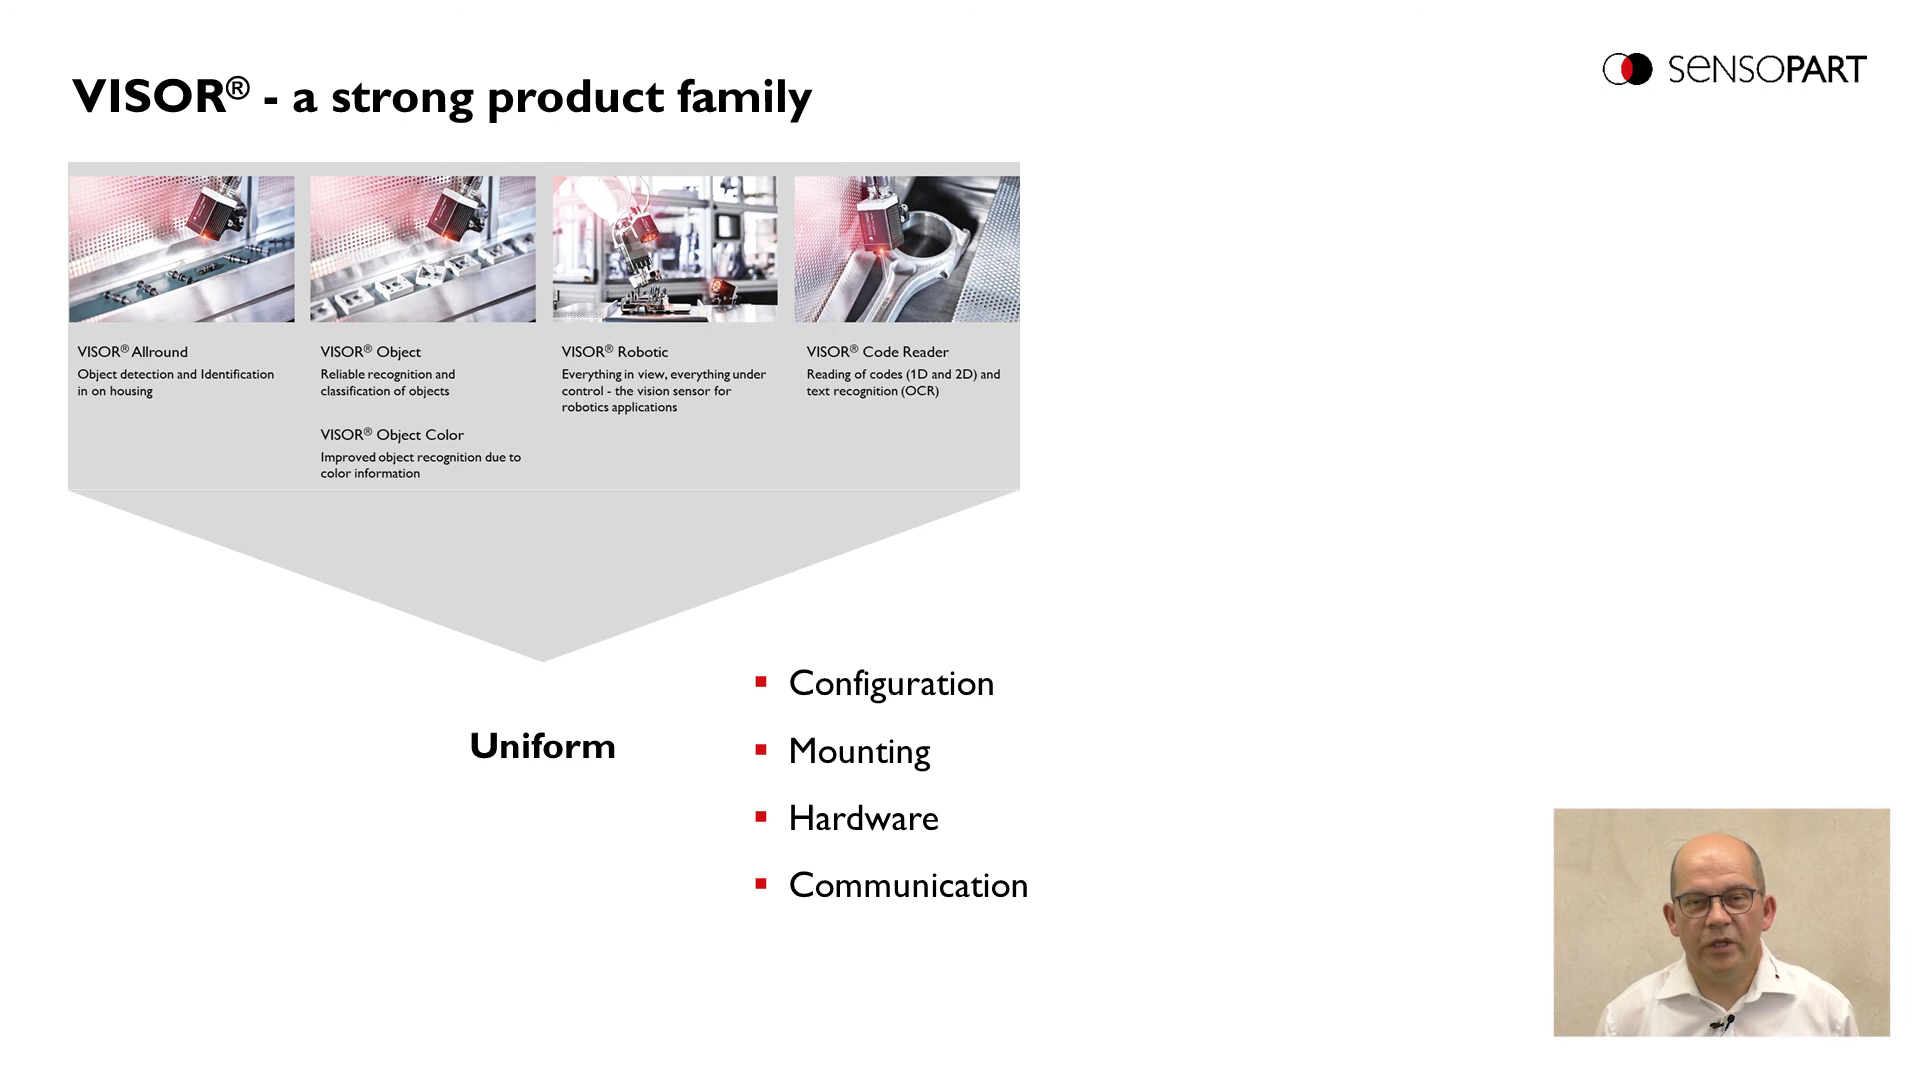 SENSOPART
VISOR® - a strong product family
VISOR® Allround
Object detection and Identification
in on housing
VISOR® Object
Reliable recognition and
classification of objects
VISOR® Object Color
Improved object recognition due to
color information
VISOR® Robotic
Everything in view, everything under
control - the vision sensor for
robotics applications
VISOR® Code Reader
Reading of codes (1D and 2D) and
text recognition (OCR)
Uniform
▪ Configuration
▪ Mounting
▪ Hardware
▪ Communication